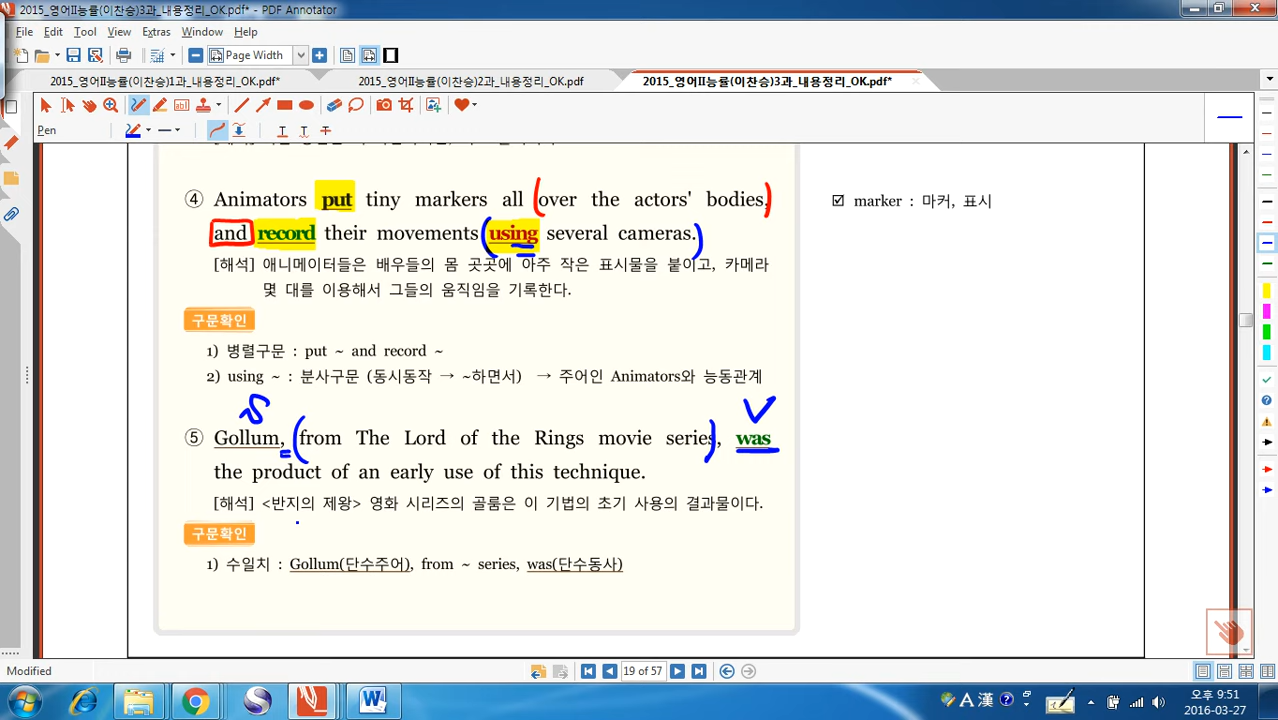 2015_영어II능률(이찬승)3과_내용정리_OK.pdf* - PDF Annotator
File Edit Tool View Extras Window Help
Page Width
2015_영어II능률(이찬승)1과_내용정리_OK.pdf* 2015_영어II능률(이찬승)2과_내용정리_OK.pdf 2015_영어II능률(이찬승)3과_내용정리_OK.pdf*
Pen
④ Animators put tiny markers all (over the actors' bodies,)
and record their movements (using several cameras.)
[해석] 애니메이터들은 배우들의 몸 곳곳에 아주 작은 표시물을 붙이고, 카메라
몇 대를 이용해서 그들의 움직임을 기록한다.
☑ marker : 마커, 표시
구문확인
1) 병렬구문 : put ~ and record ~
2) using ~ : 분사구문 (동시동작 → ~하면서) → 주어인 Animators와 능동관계
S V
⑤ Gollum, (from The Lord of the Rings movie series), was
the product of an early use of this technique.
[해석] <반지의 제왕> 영화 시리즈의 골룸은 이 기법의 초기 사용의 결과물이다.
구문확인
1) 수일치 : Gollum(단수주어), from ~ series, was(단수동사)
Modified 19 of 57
A 漢 오후 9:51
2016-03-27